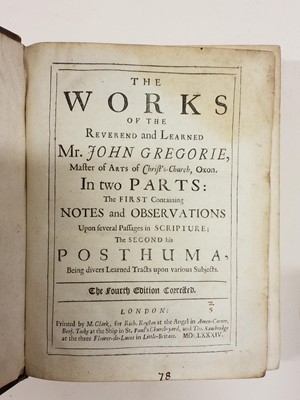 THE
WORKS
OF THE
REVEREND and LEARNED
Mr. JOHN GREGORIE,
Master of ARTS of Christ's-Church, Oxon.
In two PARTS:
The FIRST Containing
NOTES and OBSERVATIONS
Upon several Passages in SCRIPTURE;
The SECOND his
POSTHUMA,
Being divers Learned Tracts upon various Subjects.
The Fourth Edition Corrected.
LONDON:
Printed by M. Clark, for Rich. Royston at the Angel in Amen-Corner,
Benj. Tooke at the Ship in St. Paul's Church-yard, and Tho. Sawbridge
at the three Flower-de-Luces in Little-Britain. MDCLXXXIV.
78